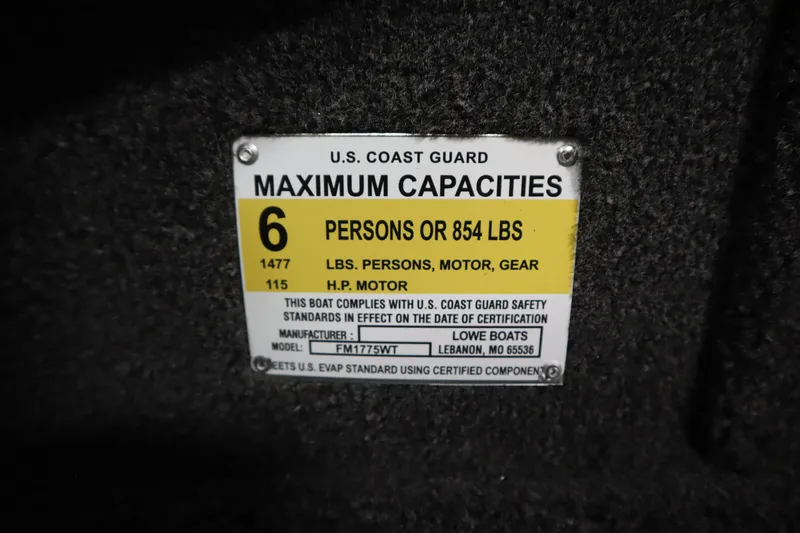 U.S. COAST GUARD
MAXIMUM CAPACITIES
6 PERSONS OR 854 LBS
1477 LBS. PERSONS, MOTOR, GEAR
115 H.P. MOTOR
THIS BOAT COMPLIES WITH U.S. COAST GUARD SAFETY
STANDARDS IN EFFECT ON THE DATE OF CERTIFICATION
MANUFACTURER : LOWE BOATS
MODEL: FM1775WT LEBANON, MO 65536
EETS U.S. EVAP STANDARD USING CERTIFIED COMPONEN